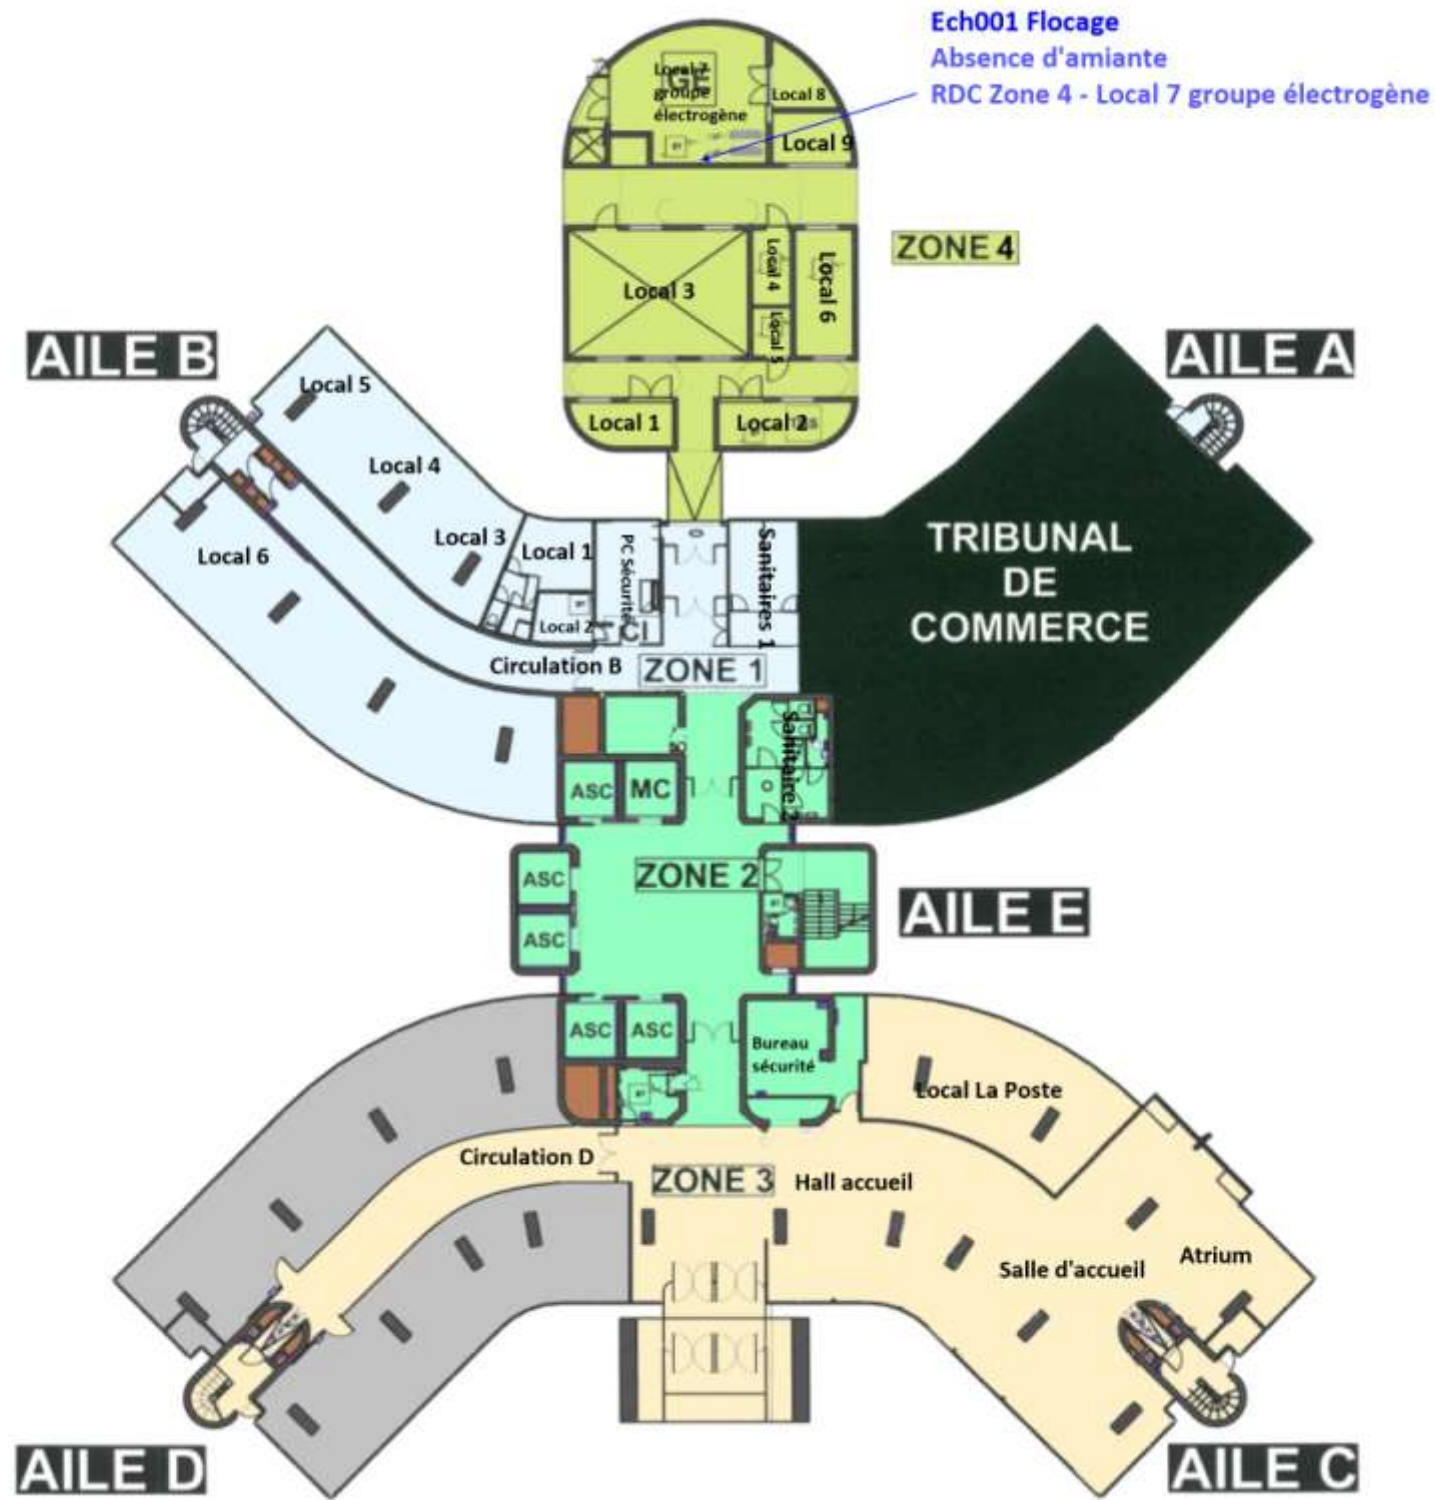 Ech001 Flocage
Absence d'amiante
RDC Zone 4 - Local 7 groupe électrogène
Local 7
GE
groupe
électrogène
Local 8
Local 9
ZONE 4
Local 3
Local 4
Local 5
Local 6
Local 1
Local 2
AILE B
AILE A
Local 5
Local 4
Local 3
Local 6
Local 1
Local 2
PC Sécurité
Sanitaires 1
TRIBUNAL
DE
COMMERCE
Circulation B
ZONE 1
Sanitaire 2
ASC
MC
ASC
ZONE 2
AILE E
ASC
ASC
ASC
Bureau
sécurité
Local La Poste
Circulation D
ZONE 3
Hall accueil
Salle d'accueil
Atrium
AILE D
AILE C